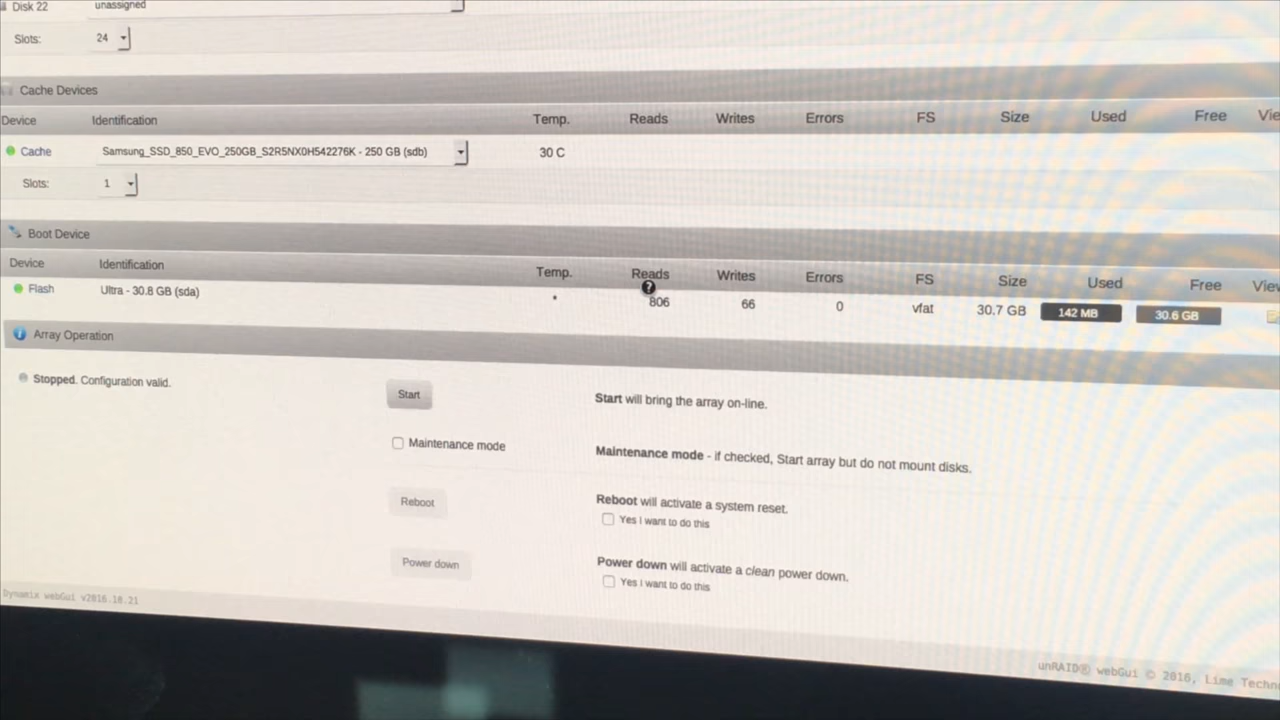 Disk 22 unassigned
Slots: 24
Cache Devices
Device Identification Temp. Reads Writes Errors FS Size Used Free
Cache Samsung_SSD_850_EVO_250GB_S2R5NX0H542276K - 250 GB (sdb) 30 C
Slots: 1
Boot Device
Device Identification Temp. Reads Writes Errors FS Size Used Free View
Flash Ultra - 30.8 GB (sda) * 806 66 0 vfat 30.7 GB 142 MB 30.6 GB
Array Operation
Stopped. Configuration valid. Start Start will bring the array on-line.
Maintenance mode Maintenance mode - if checked, Start array but do not mount disks.
Reboot Reboot will activate a system reset.
Yes I want to do this
Power down Power down will activate a clean power down.
Yes I want to do this
Dynamix webGui v2016.10.21
unRAID® webGui © 2016, Lime Techn